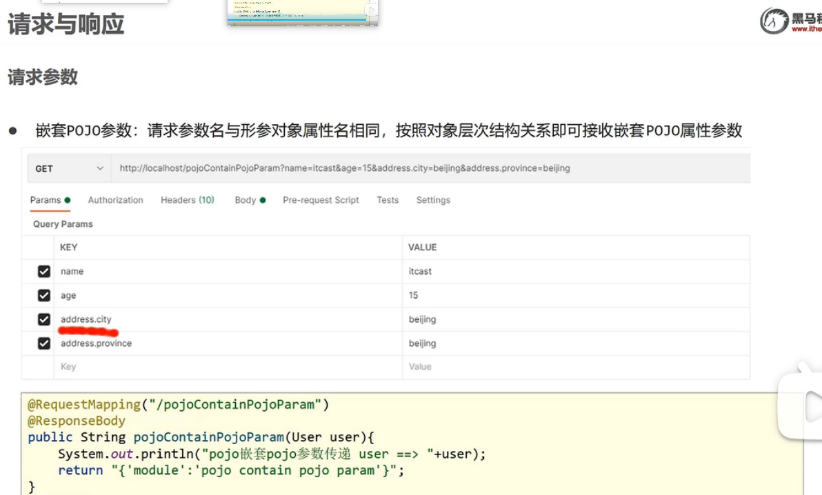 请求与响应
黑马程
www.ithe
请求参数
● 嵌套POJO参数：请求参数名与形参对象属性名相同，按照对象层次结构关系即可接收嵌套POJO属性参数
GET http://localhost/pojoContainPojoParam?name=itcast&age=15&address.city=beijing&address.province=beijing
Params Authorization Headers (10) Body Pre-request Script Tests Settings
Query Params
KEY VALUE
name itcast
age 15
address.city beijing
address.province beijing
Key Value
@RequestMapping("/pojoContainPojoParam")
@ResponseBody
public String pojoContainPojoParam(User user){
System.out.println("pojo嵌套pojo参数传递 user ==> "+user);
return "{'module':'pojo contain pojo param'}";
}